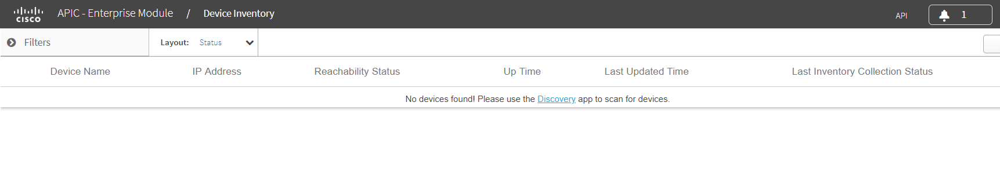 CISCO APIC - Enterprise Module / Device Inventory API 1
Filters Layout: Status
Device Name IP Address Reachability Status Up Time Last Updated Time Last Inventory Collection Status
No devices found! Please use the Discovery app to scan for devices.